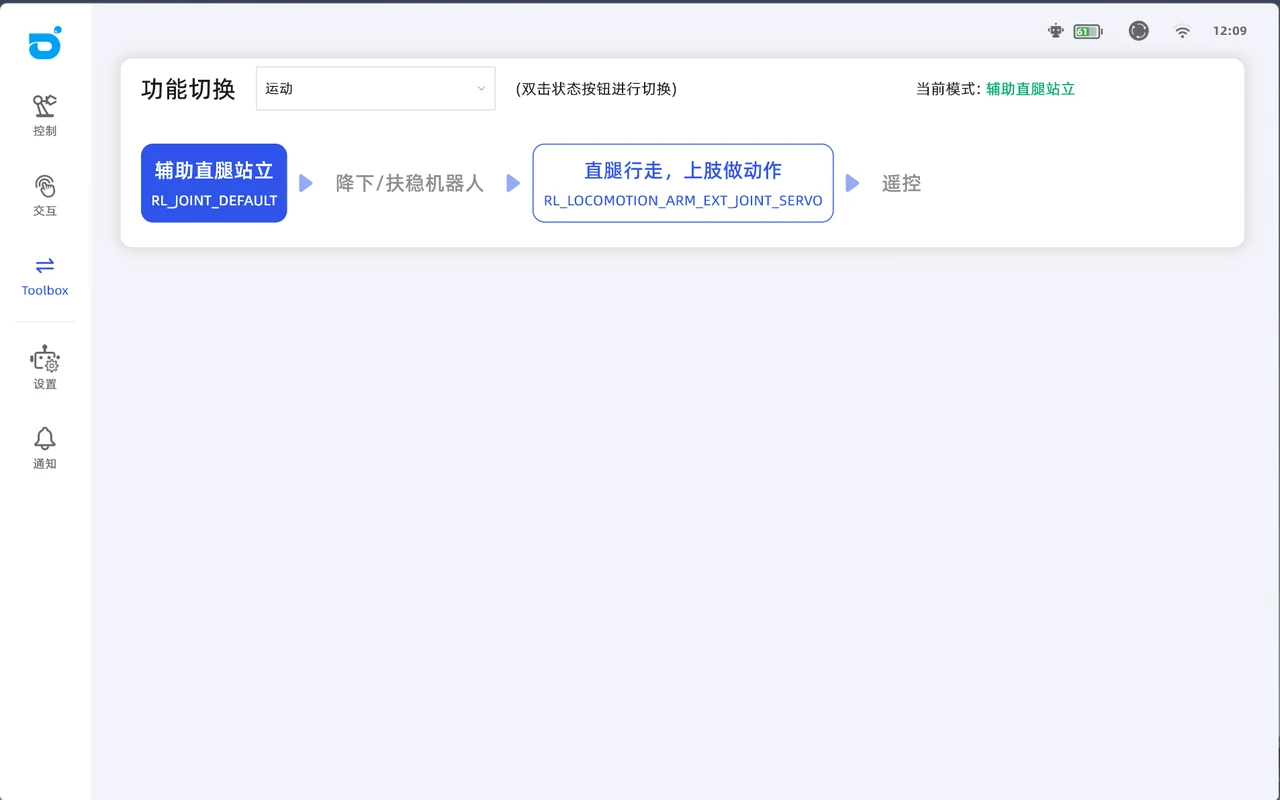 61
12:09
控制
交互
Toolbox
设置
通知
功能切换
运动
(双击状态按钮进行切换)
当前模式: 辅助直腿站立
辅助直腿站立
RL_JOINT_DEFAULT
降下/扶稳机器人
直腿行走，上肢做动作
RL_LOCOMOTION_ARM_EXT_JOINT_SERVO
遥控